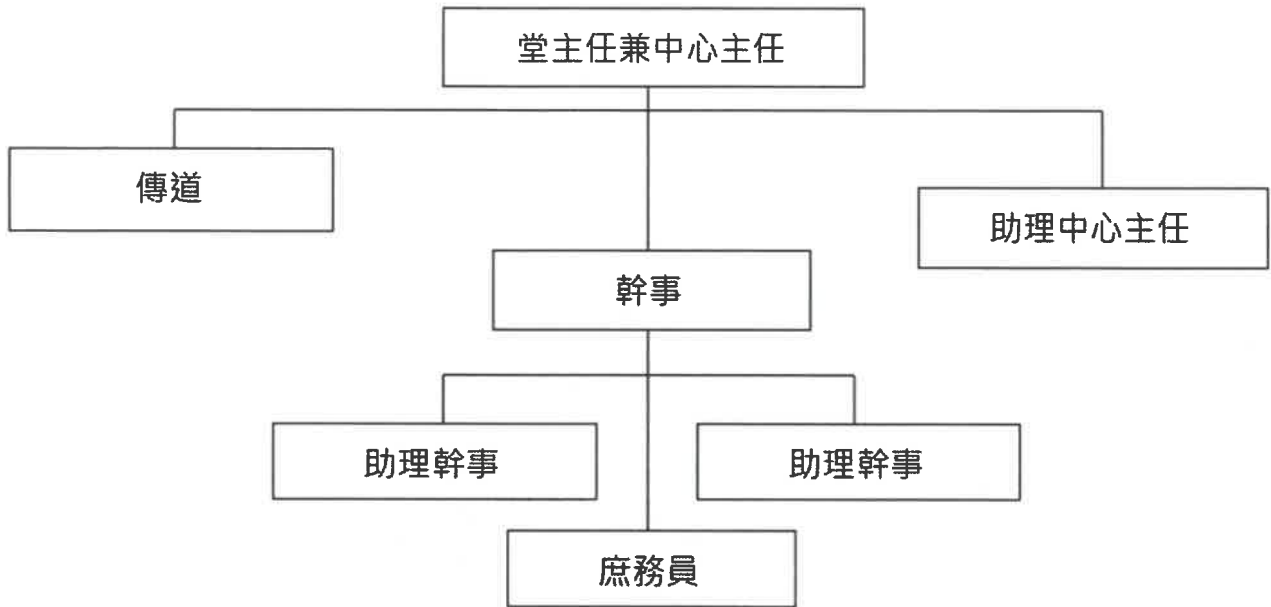 堂主任兼中心主任
傳道
助理中心主任
幹事
助理幹事
助理幹事
庶務員